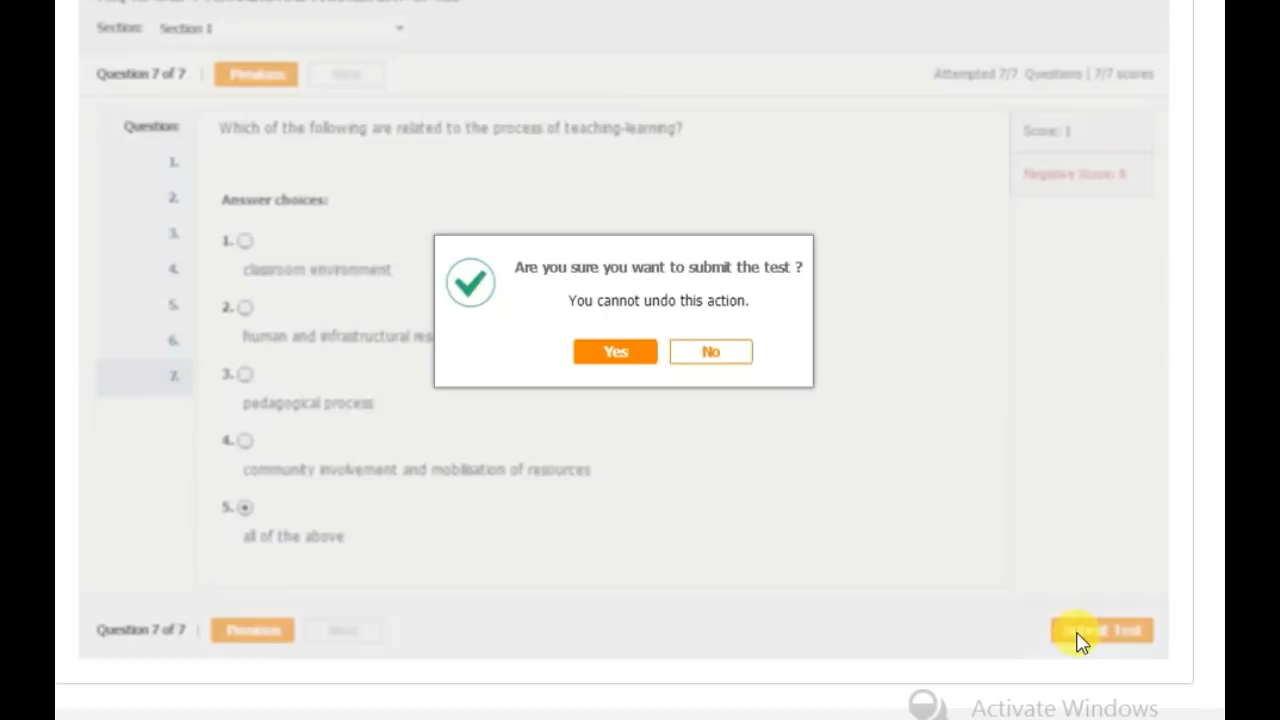 Section: Section 1
Question 7 of 7 | Previous Next Attempted 7/7 Questions | 7/7 scores
Question: Which of the following are related to the process of teaching-learning? Score: 1
1.
Negative Score: 0
2. Answer choices:
3. 1.
4. classroom environment
5. 2.
6. human and infrastructural
7. 3.
pedagogical process
4.
community involvement and mobilisation of resources
5.
all of the above
Are you sure you want to submit the test ?
You cannot undo this action.
Yes No
Question 7 of 7 | Previous Next Submit Test
Activate Windows